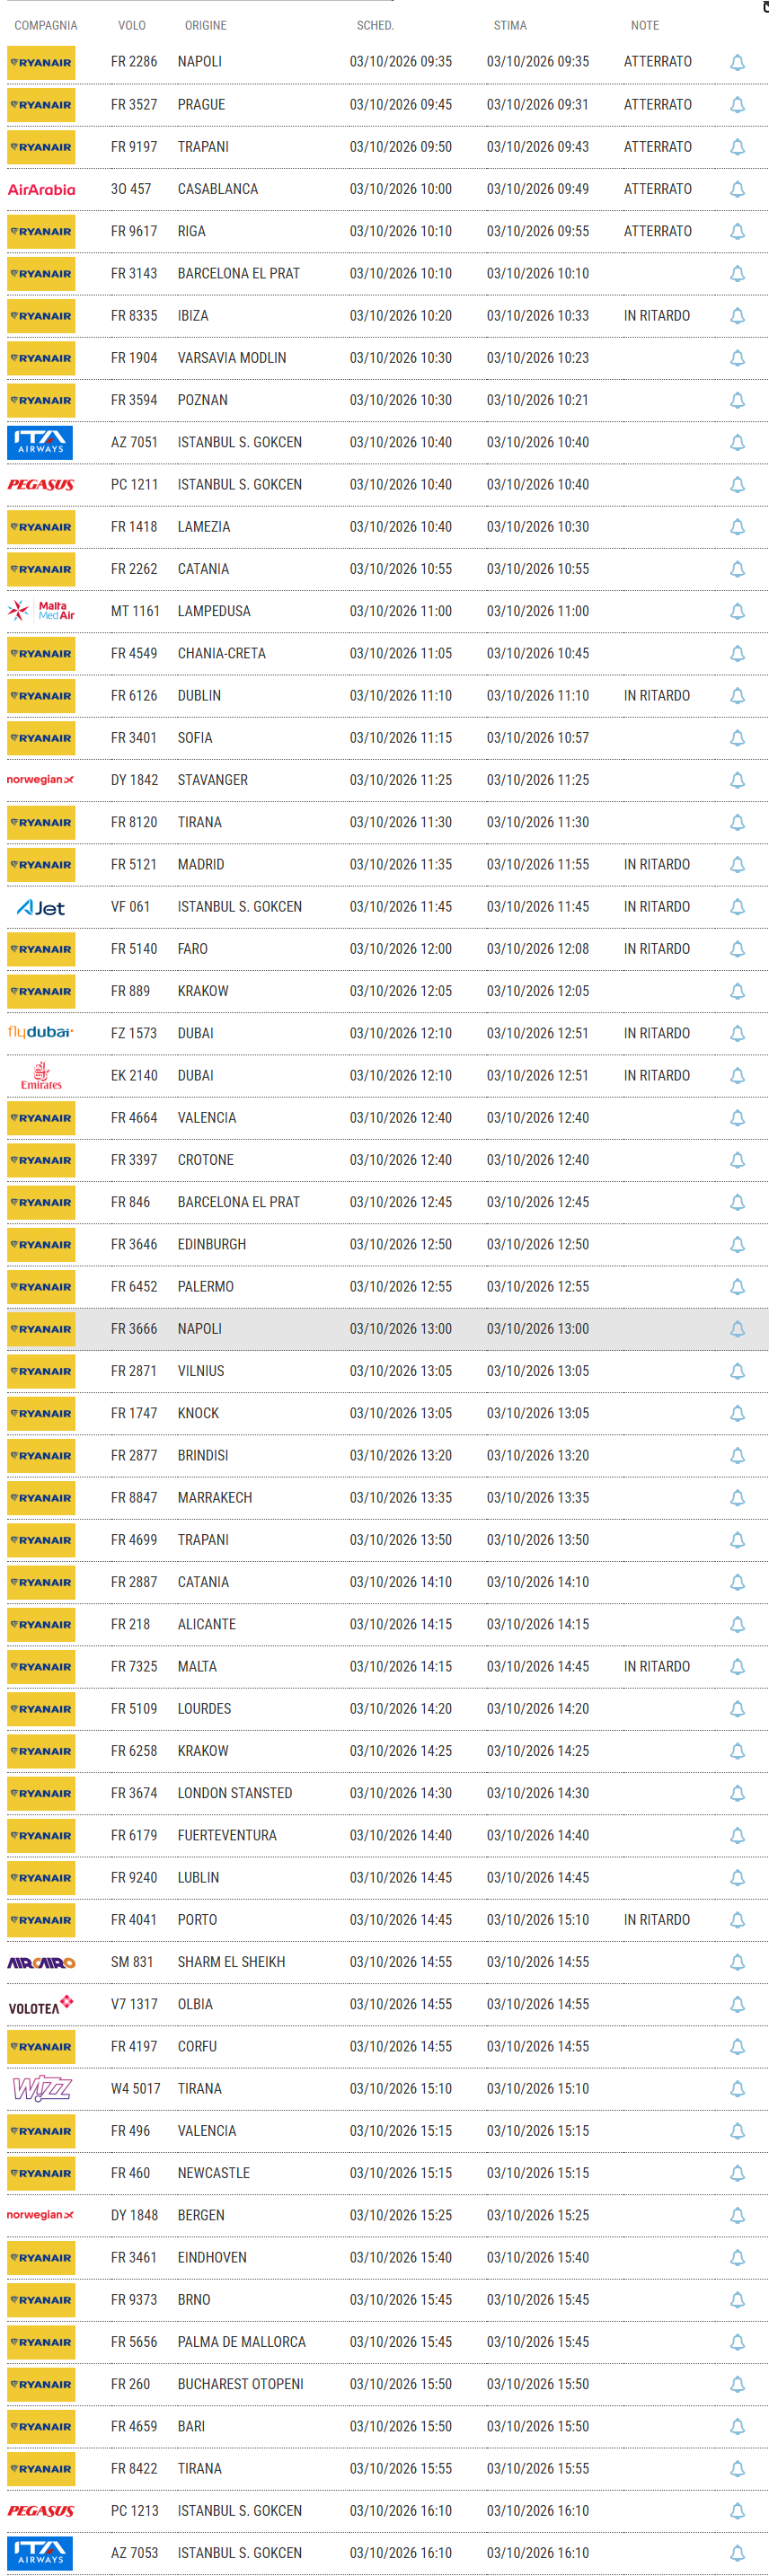 COMPAGNIA VOLO ORIGINE SCHED. STIMA NOTE
RYANAIR FR 2286 NAPOLI 03/10/2026 09:35 03/10/2026 09:35 ATTERRATO
RYANAIR FR 3527 PRAGUE 03/10/2026 09:45 03/10/2026 09:31 ATTERRATO
RYANAIR FR 9197 TRAPANI 03/10/2026 09:50 03/10/2026 09:43 ATTERRATO
AirArabia 3O 457 CASABLANCA 03/10/2026 10:00 03/10/2026 09:49 ATTERRATO
RYANAIR FR 9617 RIGA 03/10/2026 10:10 03/10/2026 09:55 ATTERRATO
RYANAIR FR 3143 BARCELONA EL PRAT 03/10/2026 10:10 03/10/2026 10:10
RYANAIR FR 8335 IBIZA 03/10/2026 10:20 03/10/2026 10:33 IN RITARDO
RYANAIR FR 1904 VARSAVIA MODLIN 03/10/2026 10:30 03/10/2026 10:23
RYANAIR FR 3594 POZNAN 03/10/2026 10:30 03/10/2026 10:21
ITA AIRWAYS AZ 7051 ISTANBUL S. GOKCEN 03/10/2026 10:40 03/10/2026 10:40
PEGASUS PC 1211 ISTANBUL S. GOKCEN 03/10/2026 10:40 03/10/2026 10:40
RYANAIR FR 1418 LAMEZIA 03/10/2026 10:40 03/10/2026 10:30
RYANAIR FR 2262 CATANIA 03/10/2026 10:55 03/10/2026 10:55
Malta MedAir MT 1161 LAMPEDUSA 03/10/2026 11:00 03/10/2026 11:00
RYANAIR FR 4549 CHANIA-CRETA 03/10/2026 11:05 03/10/2026 10:45
RYANAIR FR 6126 DUBLIN 03/10/2026 11:10 03/10/2026 11:10 IN RITARDO
RYANAIR FR 3401 SOFIA 03/10/2026 11:15 03/10/2026 10:57
norwegian DY 1842 STAVANGER 03/10/2026 11:25 03/10/2026 11:25
RYANAIR FR 8120 TIRANA 03/10/2026 11:30 03/10/2026 11:30
RYANAIR FR 5121 MADRID 03/10/2026 11:35 03/10/2026 11:55 IN RITARDO
AJet VF 061 ISTANBUL S. GOKCEN 03/10/2026 11:45 03/10/2026 11:45 IN RITARDO
RYANAIR FR 5140 FARO 03/10/2026 12:00 03/10/2026 12:08 IN RITARDO
RYANAIR FR 889 KRAKOW 03/10/2026 12:05 03/10/2026 12:05
flydubai FZ 1573 DUBAI 03/10/2026 12:10 03/10/2026 12:51 IN RITARDO
Emirates EK 2140 DUBAI 03/10/2026 12:10 03/10/2026 12:51 IN RITARDO
RYANAIR FR 4664 VALENCIA 03/10/2026 12:40 03/10/2026 12:40
RYANAIR FR 3397 CROTONE 03/10/2026 12:40 03/10/2026 12:40
RYANAIR FR 846 BARCELONA EL PRAT 03/10/2026 12:45 03/10/2026 12:45
RYANAIR FR 3646 EDINBURGH 03/10/2026 12:50 03/10/2026 12:50
RYANAIR FR 6452 PALERMO 03/10/2026 12:55 03/10/2026 12:55
RYANAIR FR 3666 NAPOLI 03/10/2026 13:00 03/10/2026 13:00
RYANAIR FR 2871 VILNIUS 03/10/2026 13:05 03/10/2026 13:05
RYANAIR FR 1747 KNOCK 03/10/2026 13:05 03/10/2026 13:05
RYANAIR FR 2877 BRINDISI 03/10/2026 13:20 03/10/2026 13:20
RYANAIR FR 8847 MARRAKECH 03/10/2026 13:35 03/10/2026 13:35
RYANAIR FR 4699 TRAPANI 03/10/2026 13:50 03/10/2026 13:50
RYANAIR FR 2887 CATANIA 03/10/2026 14:10 03/10/2026 14:10
RYANAIR FR 218 ALICANTE 03/10/2026 14:15 03/10/2026 14:15
RYANAIR FR 7325 MALTA 03/10/2026 14:15 03/10/2026 14:45 IN RITARDO
RYANAIR FR 5109 LOURDES 03/10/2026 14:20 03/10/2026 14:20
RYANAIR FR 6258 KRAKOW 03/10/2026 14:25 03/10/2026 14:25
RYANAIR FR 3674 LONDON STANSTED 03/10/2026 14:30 03/10/2026 14:30
RYANAIR FR 6179 FUERTEVENTURA 03/10/2026 14:40 03/10/2026 14:40
RYANAIR FR 9240 LUBLIN 03/10/2026 14:45 03/10/2026 14:45
RYANAIR FR 4041 PORTO 03/10/2026 14:45 03/10/2026 15:10 IN RITARDO
AIRCAIRO SM 831 SHARM EL SHEIKH 03/10/2026 14:55 03/10/2026 14:55
VOLOTEA V7 1317 OLBIA 03/10/2026 14:55 03/10/2026 14:55
RYANAIR FR 4197 CORFU 03/10/2026 14:55 03/10/2026 14:55
WIZZ W4 5017 TIRANA 03/10/2026 15:10 03/10/2026 15:10
RYANAIR FR 496 VALENCIA 03/10/2026 15:15 03/10/2026 15:15
RYANAIR FR 460 NEWCASTLE 03/10/2026 15:15 03/10/2026 15:15
norwegian DY 1848 BERGEN 03/10/2026 15:25 03/10/2026 15:25
RYANAIR FR 3461 EINDHOVEN 03/10/2026 15:40 03/10/2026 15:40
RYANAIR FR 9373 BRNO 03/10/2026 15:45 03/10/2026 15:45
RYANAIR FR 5656 PALMA DE MALLORCA 03/10/2026 15:45 03/10/2026 15:45
RYANAIR FR 260 BUCHAREST OTOPENI 03/10/2026 15:50 03/10/2026 15:50
RYANAIR FR 4659 BARI 03/10/2026 15:50 03/10/2026 15:50
RYANAIR FR 8422 TIRANA 03/10/2026 15:55 03/10/2026 15:55
PEGASUS PC 1213 ISTANBUL S. GOKCEN 03/10/2026 16:10 03/10/2026 16:10
ITA AIRWAYS AZ 7053 ISTANBUL S. GOKCEN 03/10/2026 16:10 03/10/2026 16:10